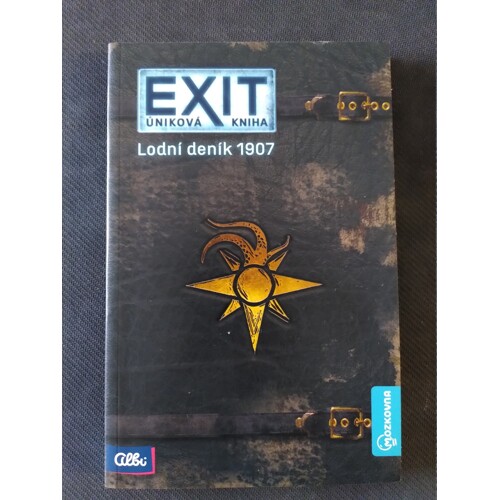 EXIT
ÚNIKOVÁ KNIHA
Lodní deník 1907
MOZKOVNA
albi